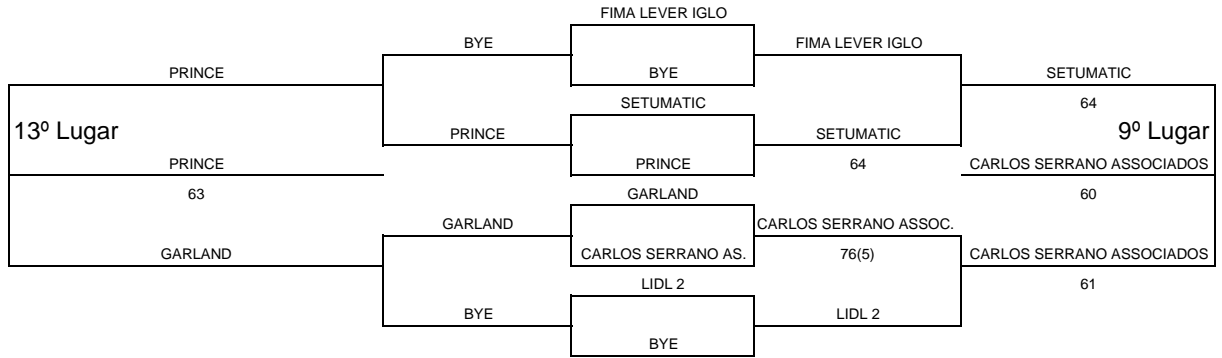 FIMA LEVER IGLO
BYE
FIMA LEVER IGLO
PRINCE
BYE
SETUMATIC
SETUMATIC
64
13º Lugar
PRINCE
PRINCE
SETUMATIC
64
9º Lugar
PRINCE
63
CARLOS SERRANO ASSOCIADOS
60
GARLAND
GARLAND
CARLOS SERRANO ASSOC.
76(5)
GARLAND
CARLOS SERRANO AS.
CARLOS SERRANO ASSOCIADOS
61
LIDL 2
BYE
LIDL 2
BYE